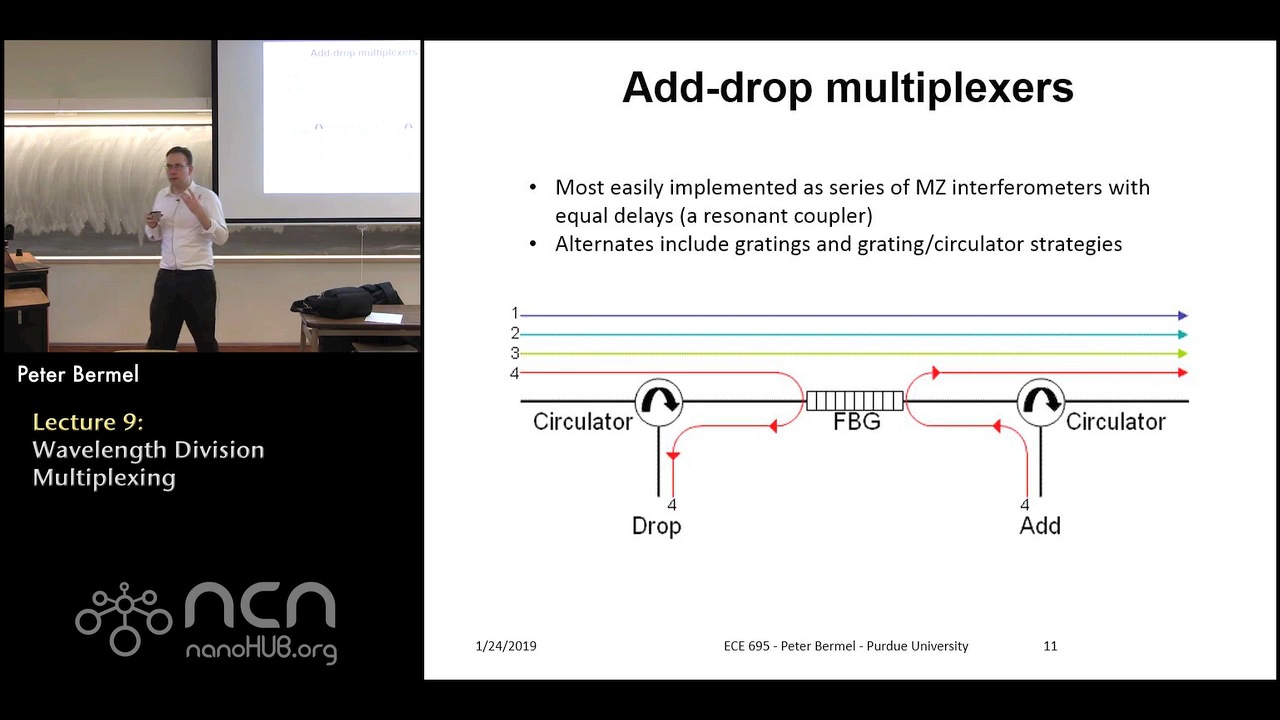 Add-drop multiplexers
Add-drop multiplexers
• Most easily implemented as series of MZ interferometers with
equal delays (a resonant coupler)
• Alternates include gratings and grating/circulator strategies
1
2
3
4
Circulator
FBG
Circulator
4
4
Drop
Add
Peter Bermel
Lecture 9:
Wavelength Division
Multiplexing
ncn
nanoHUB.org
1/24/2019
ECE 695 - Peter Bermel - Purdue University
11